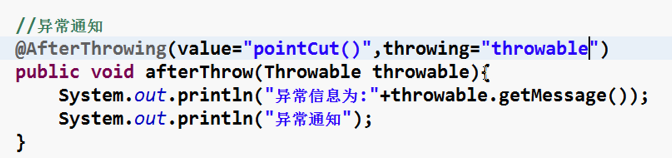 //异常通知
@AfterThrowing(value="pointCut()",throwing="throwable")
public void afterThrow(Throwable throwable){
    System.out.println("异常信息为:"+throwable.getMessage());
    System.out.println("异常通知");
}